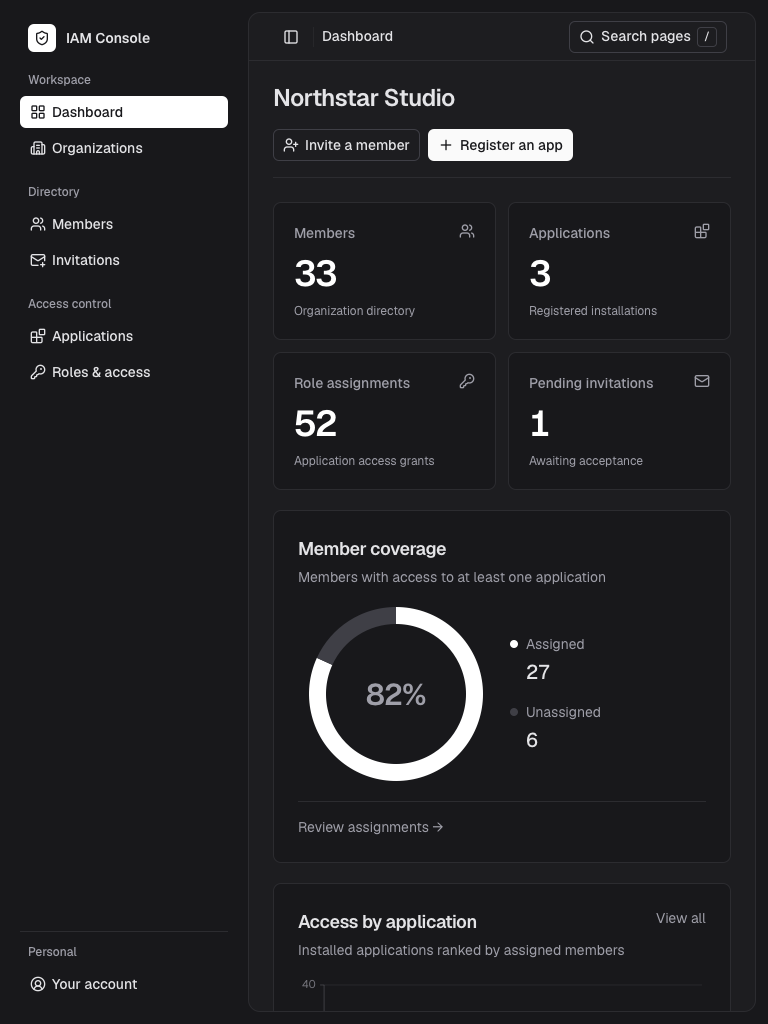 IAM Console
Workspace
Dashboard
Organizations
Directory
Members
Invitations
Access control
Applications
Roles & access
Personal
Your account
Dashboard
Search pages /
Northstar Studio
Invite a member
Register an app
Members
33
Organization directory
Applications
3
Registered installations
Role assignments
52
Application access grants
Pending invitations
1
Awaiting acceptance
Member coverage
Members with access to at least one application
82%
Assigned
27
Unassigned
6
Review assignments →
Access by application
View all
Installed applications ranked by assigned members
40